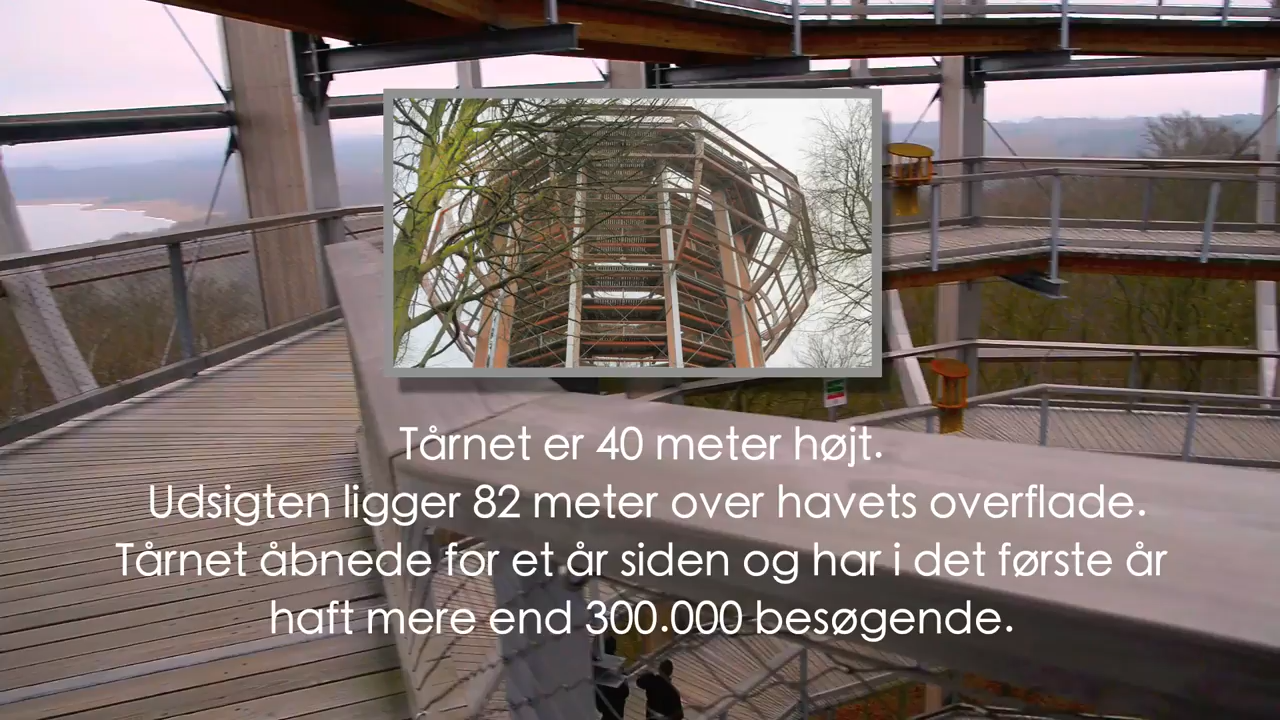 Tårnet er 40 meter højt.
Udsigten ligger 82 meter over havets overflade.
Tårnet åbnede for et år siden og har i det første år
haft mere end 300.000 besøgende.